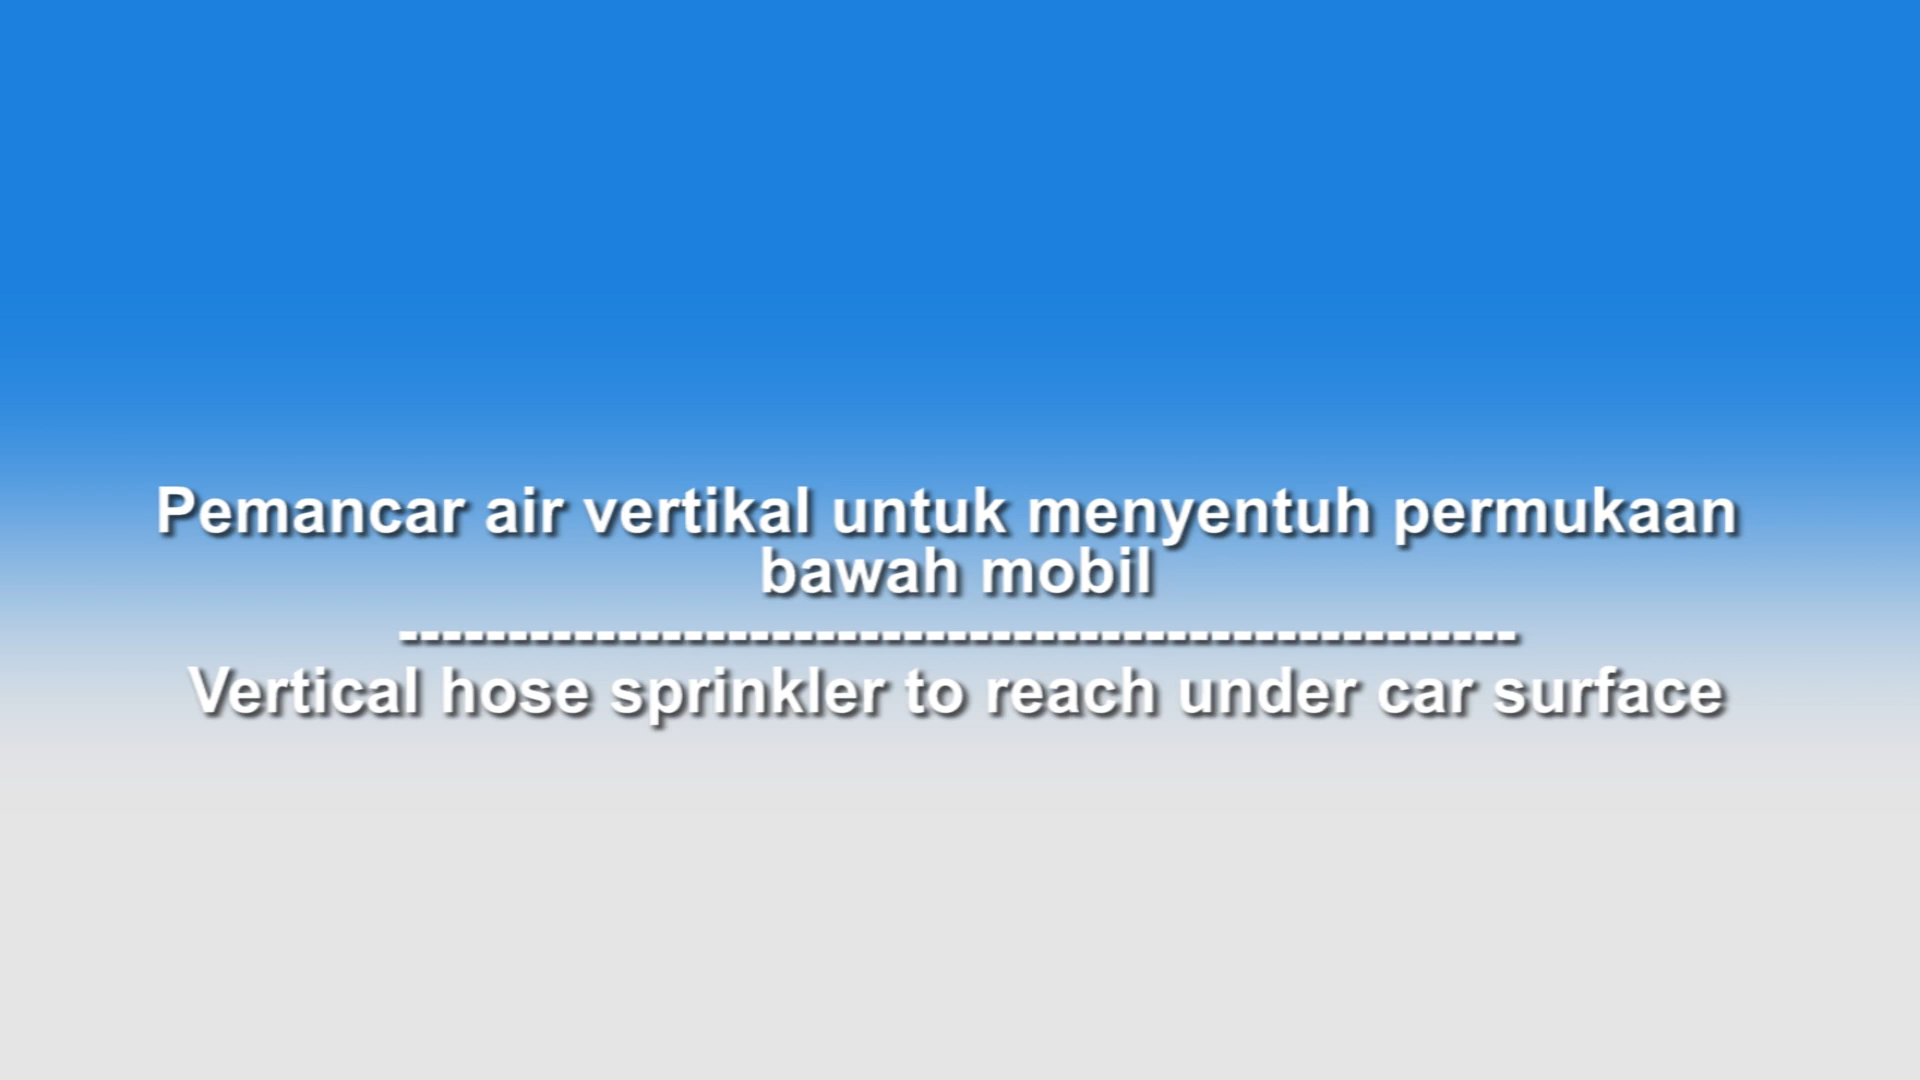 Pemancar air vertikal untuk menyentuh permukaan
bawah mobil
---------------------------------------------------
Vertical hose sprinkler to reach under car surface